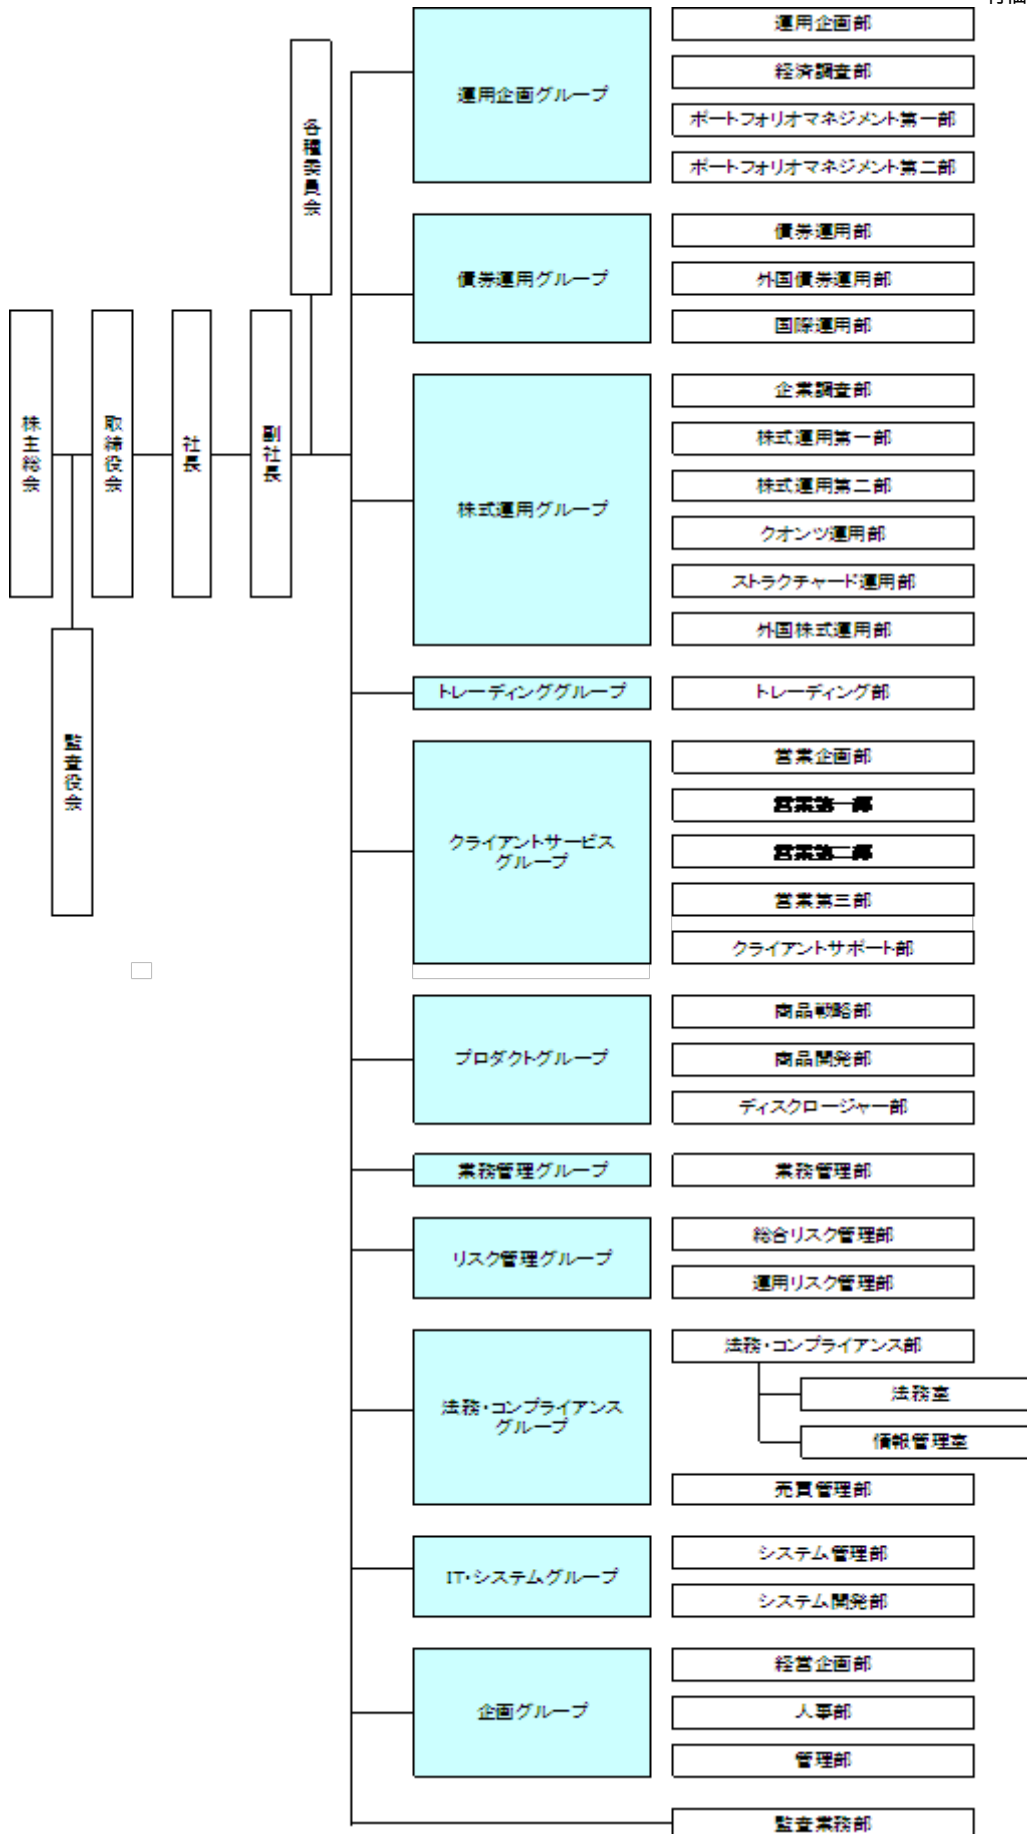 株主総会
監査役会
取締役会
社長
副社長
各種委員会
運用企画グループ
運用企画部
経済調査部
ポートフォリオマネジメント第一部
ポートフォリオマネジメント第二部
債券運用グループ
債券運用部
外国債券運用部
国際運用部
株式運用グループ
企業調査部
株式運用第一部
株式運用第二部
クオンツ運用部
ストラクチャード運用部
外国株式運用部
トレーディンググループ
トレーディング部
クライアントサービス
グループ
営業企画部
営業第一部
営業第二部
営業第三部
クライアントサポート部
プロダクトグループ
商品戦略部
商品開発部
ディスクロージャー部
業務管理グループ
業務管理部
リスク管理グループ
総合リスク管理部
運用リスク管理部
法務・コンプライアンス
グループ
法務・コンプライアンス部
法務室
情報管理室
売買管理部
IT・システムグループ
システム管理部
システム開発部
企画グループ
経営企画部
人事部
管理部
監査業務部